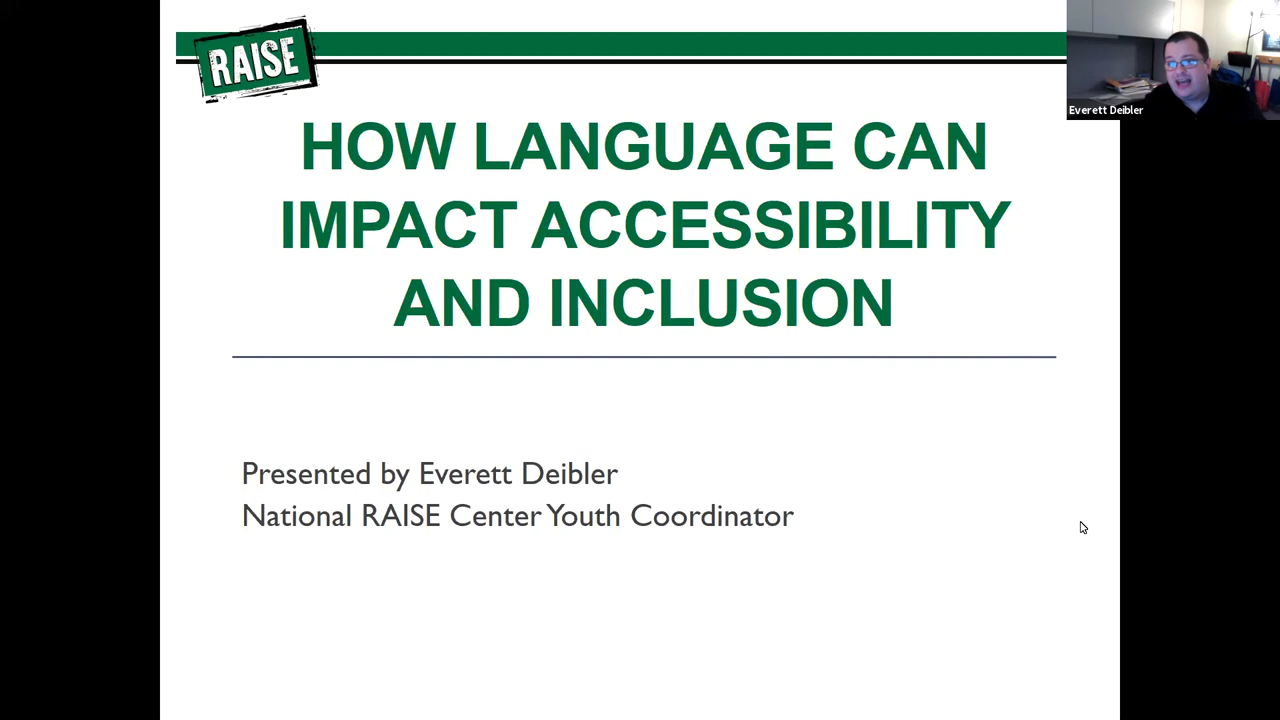 RAISE
Everett Deibler
HOW LANGUAGE CAN
IMPACT ACCESSIBILITY
AND INCLUSION
Presented by Everett Deibler
National RAISE Center Youth Coordinator